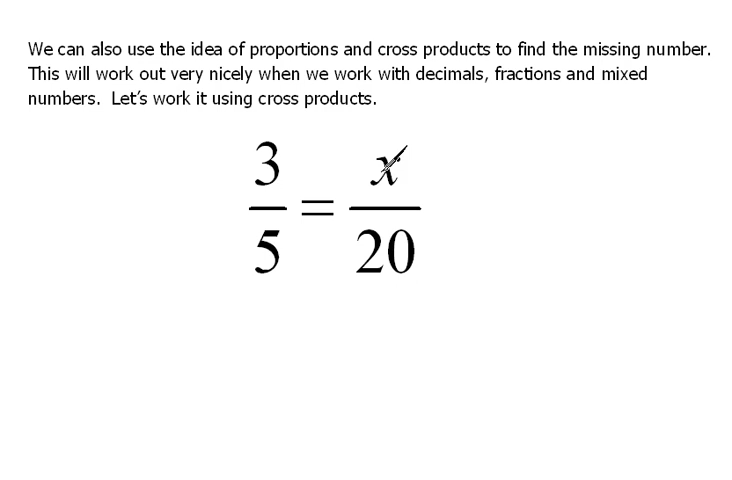 We can also use the idea of proportions and cross products to find the missing number.
This will work out very nicely when we work with decimals, fractions and mixed
numbers.  Let's work it using cross products.
3 x
=
5 20